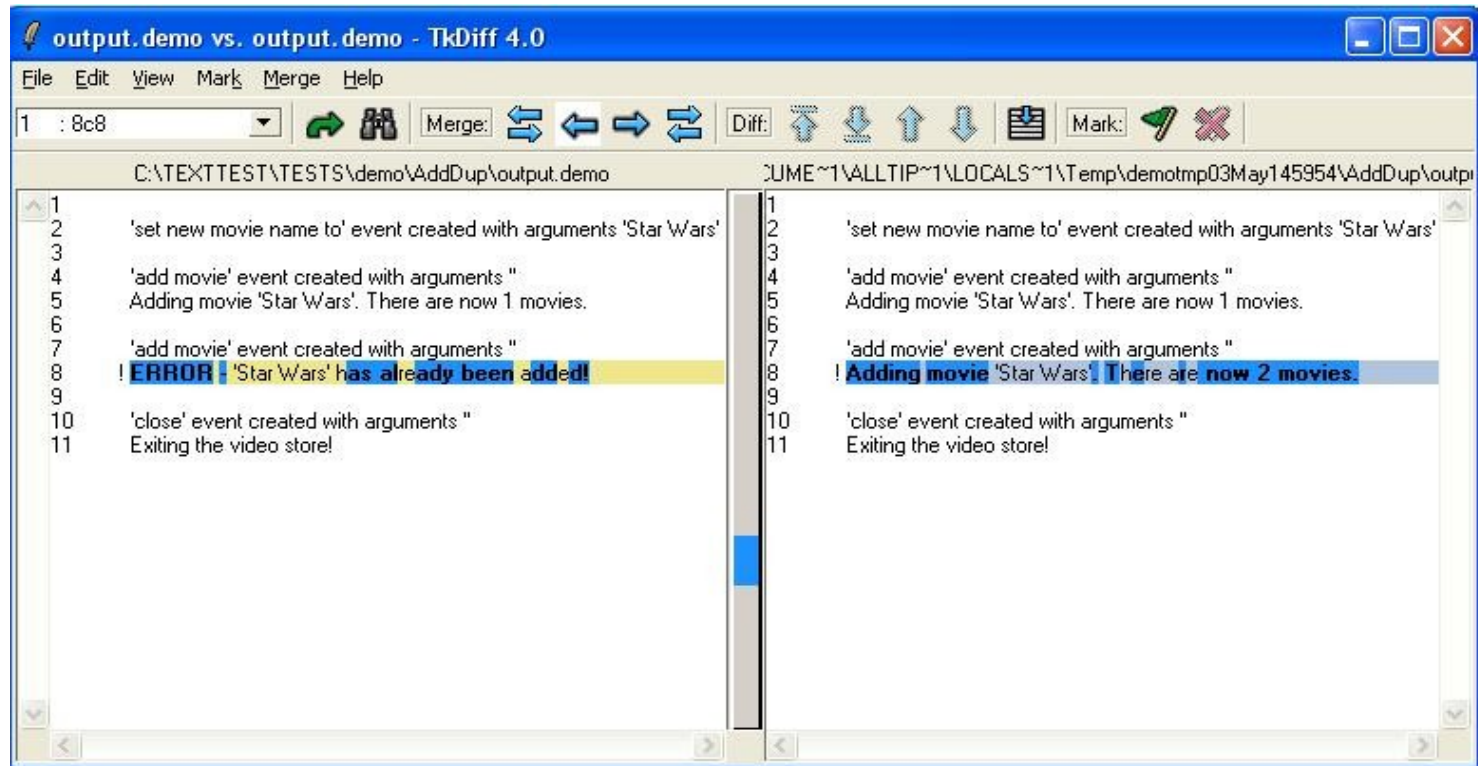 output.demo vs. output.demo - TkDiff 4.0
File Edit View Mark Merge Help
1 : 8c8 Merge: Diff: Mark:
C:\TEXTTEST\TESTS\demo\AddDup\output.demo
CUME~1\ALLTIP~1\LOCALS~1\Temp\demotmp03May145954\AddDup\outp
1
2 'set new movie name to' event created with arguments 'Star Wars'
3
4 'add movie' event created with arguments ''
5 Adding movie 'Star Wars'. There are now 1 movies.
6
7 'add movie' event created with arguments ''
8 ! ERROR - 'Star Wars' has already been added!
9
10 'close' event created with arguments ''
11 Exiting the video store!
1
2 'set new movie name to' event created with arguments 'Star Wars'
3
4 'add movie' event created with arguments ''
5 Adding movie 'Star Wars'. There are now 1 movies.
6
7 'add movie' event created with arguments ''
8 ! Adding movie 'Star Wars'. There are now 2 movies.
9
10 'close' event created with arguments ''
11 Exiting the video store!